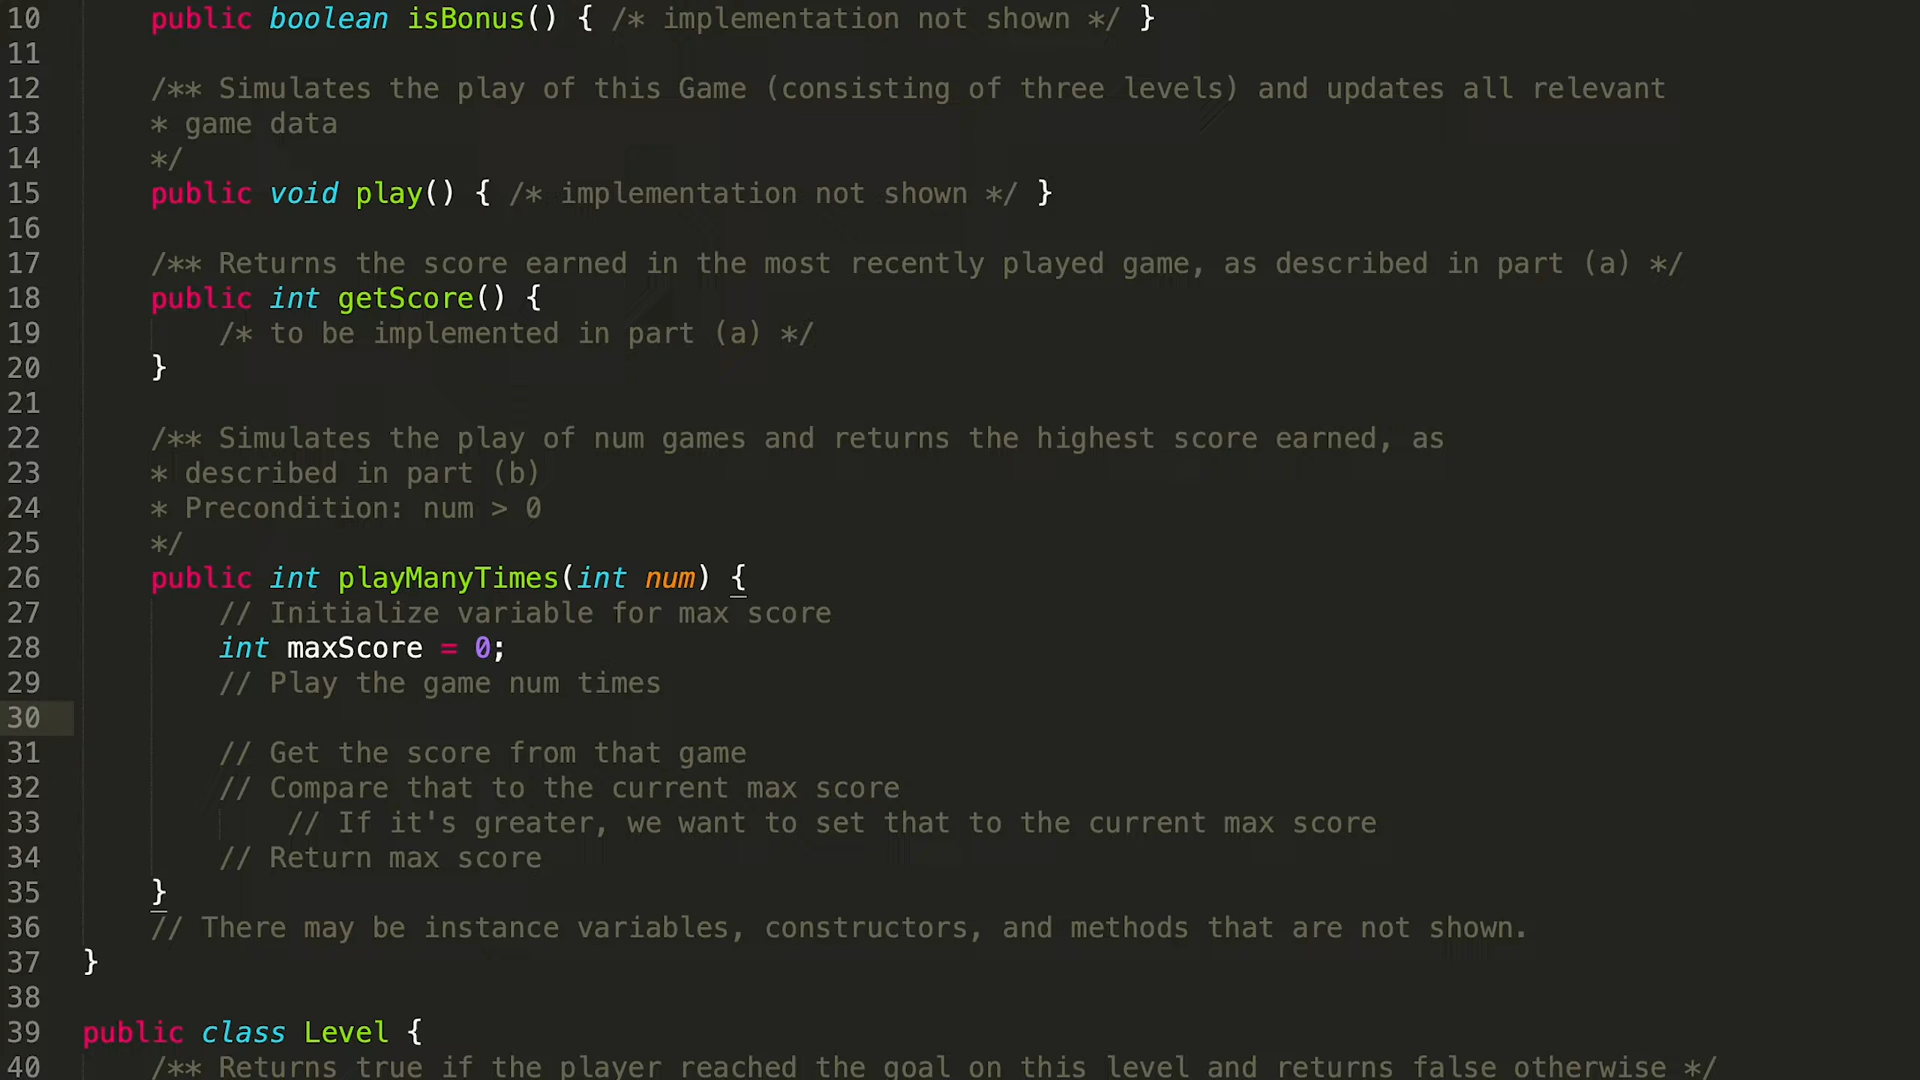 10 public boolean isBonus() { /* implementation not shown */ }
11
12 /** Simulates the play of this Game (consisting of three levels) and updates all relevant
13 * game data
14 */
15 public void play() { /* implementation not shown */ }
16
17 /** Returns the score earned in the most recently played game, as described in part (a) */
18 public int getScore() {
19 /* to be implemented in part (a) */
20 }
21
22 /** Simulates the play of num games and returns the highest score earned, as
23 * described in part (b)
24 * Precondition: num > 0
25 */
26 public int playManyTimes(int num) {
27 // Initialize variable for max score
28 int maxScore = 0;
29 // Play the game num times
30
31 // Get the score from that game
32 // Compare that to the current max score
33 // If it's greater, we want to set that to the current max score
34 // Return max score
35 }
36 // There may be instance variables, constructors, and methods that are not shown.
37 }
38
39 public class Level {
40 /** Returns true if the player reached the goal on this level and returns false otherwise */